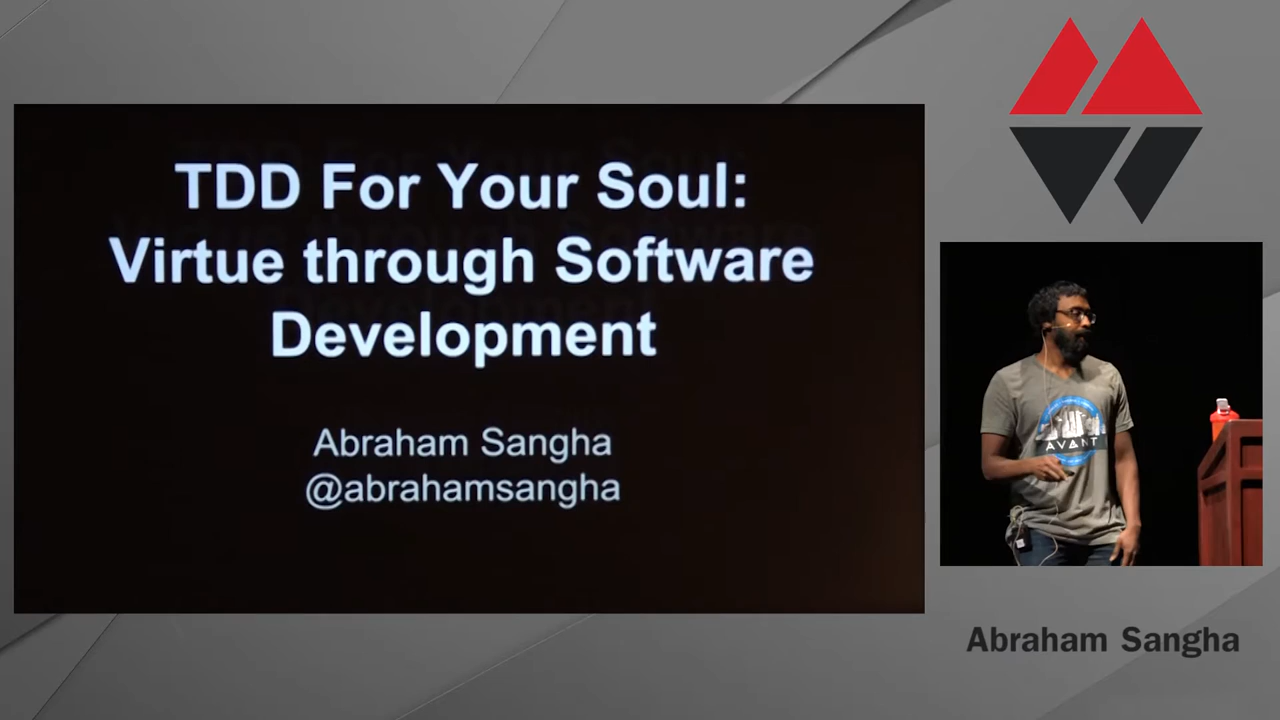 TDD For Your Soul:
Virtue through Software
Development
Abraham Sangha
@abrahamsangha
AVANT
Abraham Sangha